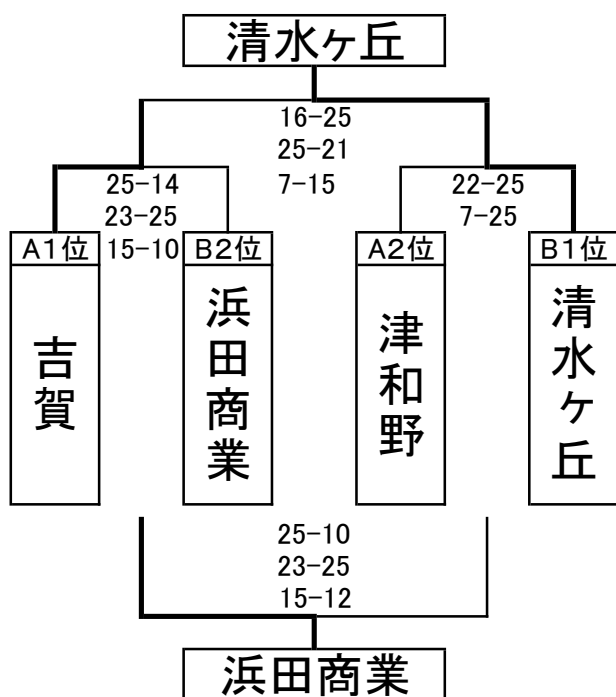 清水ヶ丘
16-25
25-21
7-15
25-14
23-25
15-10
22-25
7-25
A1位
B2位
A2位
B1位
吉賀
浜田商業
津和野
清水ヶ丘
25-10
23-25
15-12
浜田商業